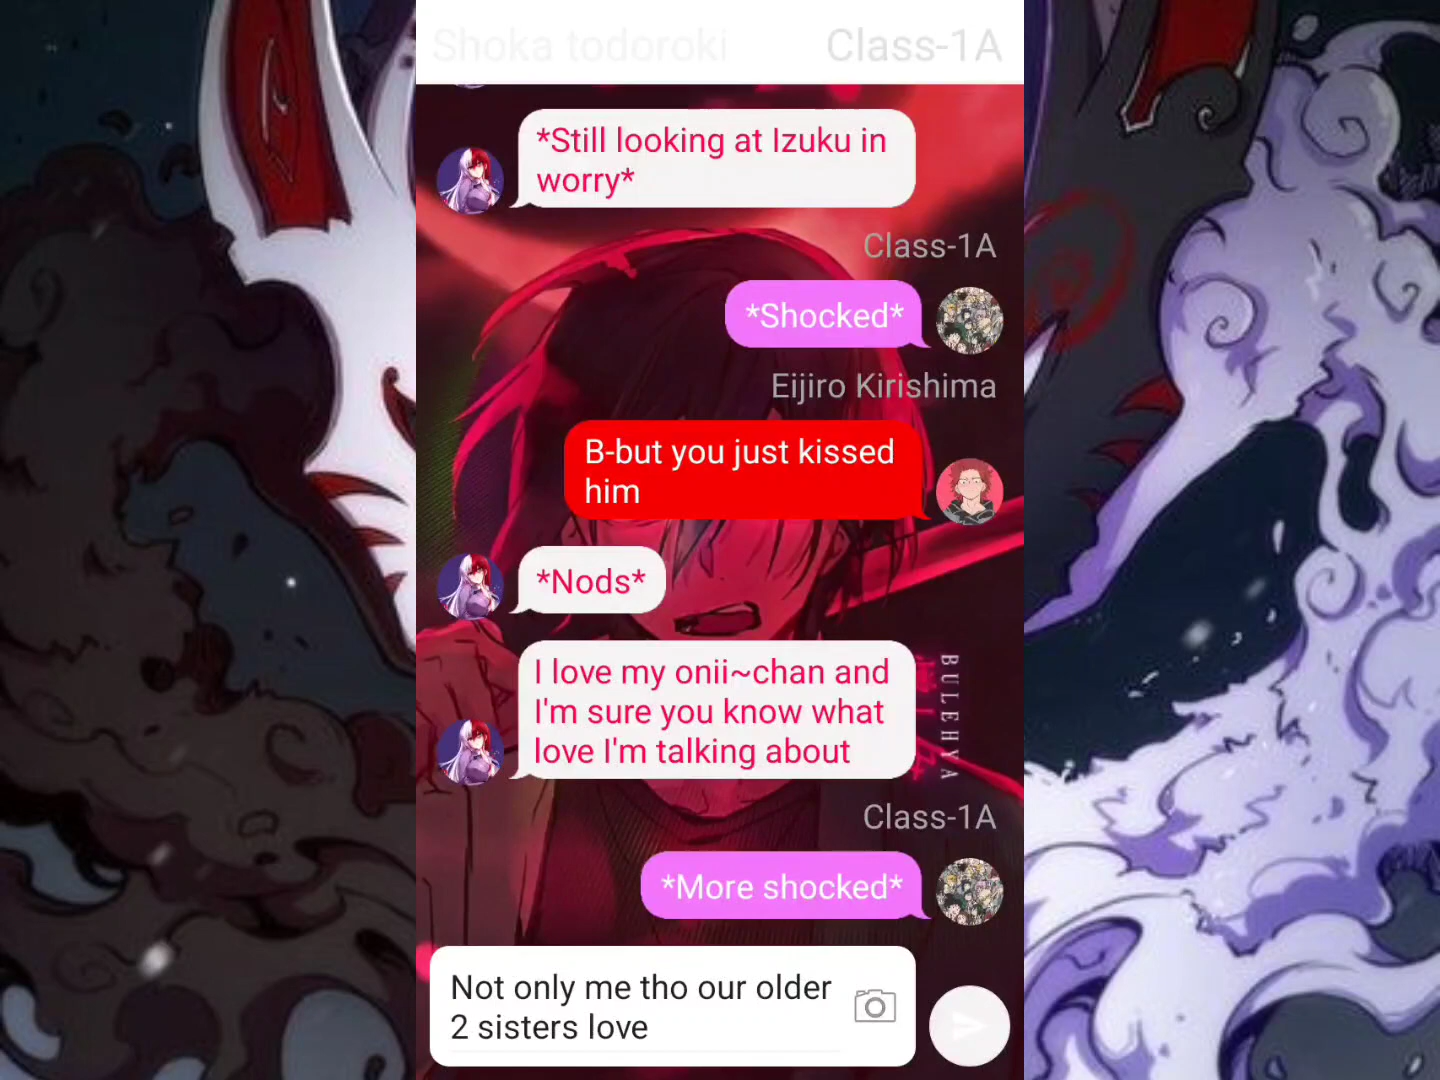 Shoka todoroki
Class-1A
*Still looking at Izuku in
worry*
Class-1A
*Shocked*
Eijiro Kirishima
B-but you just kissed
him
*Nods*
I love my onii~chan and
I'm sure you know what
love I'm talking about
BULEHYA
Class-1A
*More shocked*
Not only me tho our older
2 sisters love